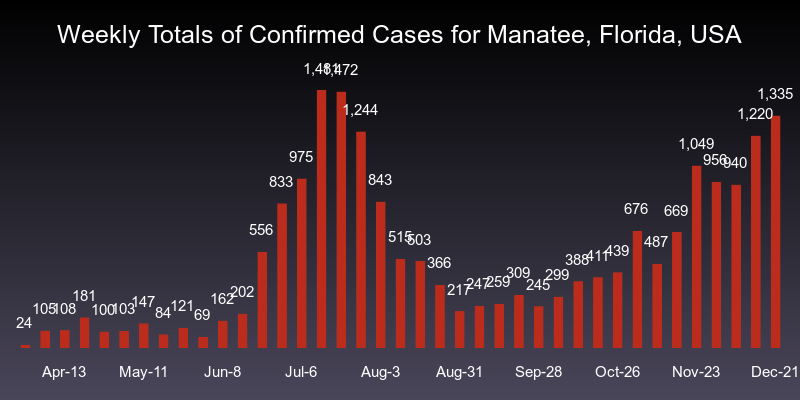 Weekly Totals of Confirmed Cases for Manatee, Florida, USA
24 105 108 181 100 103 147 84 121 69 162 202 556 833 975 1,481 1,472 1,244 843 515 503 366 217 247 259 309 245 299 388 411 439 676 487 669 1,049 956 940 1,220 1,335
Apr-13 May-11 Jun-8 Jul-6 Aug-3 Aug-31 Sep-28 Oct-26 Nov-23 Dec-21